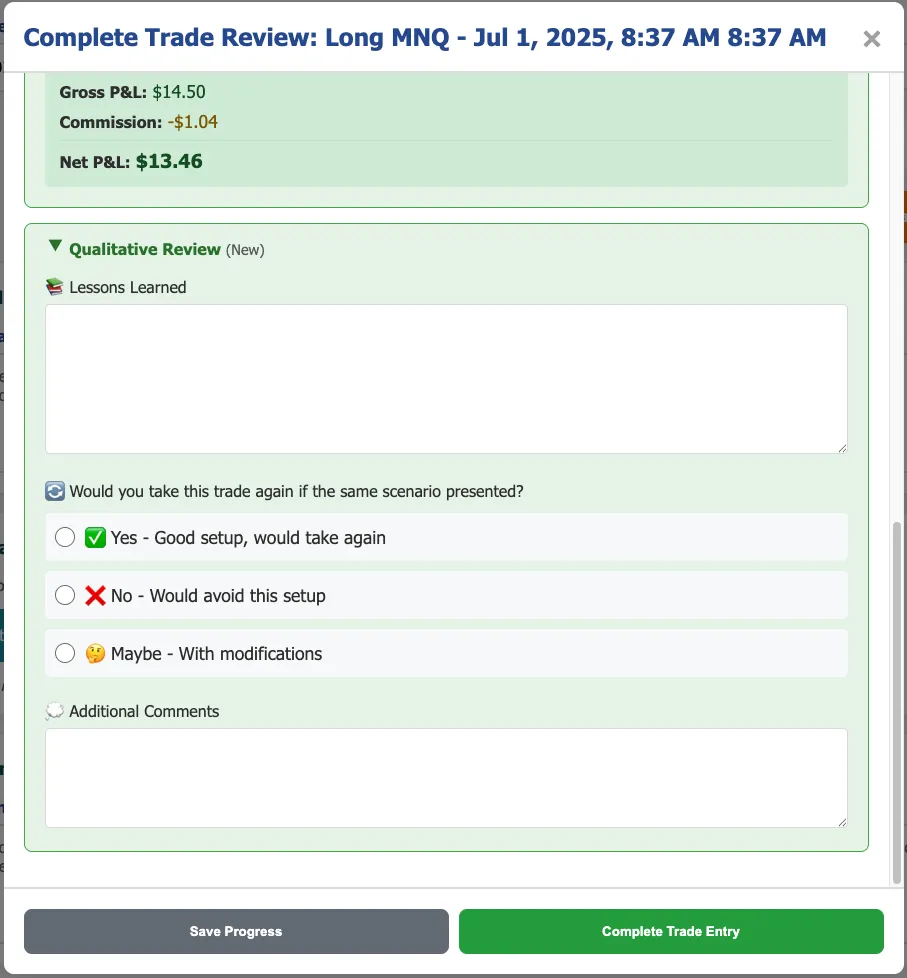 Complete Trade Review: Long MNQ - Jul 1, 2025, 8:37 AM 8:37 AM
×
Gross P&L: $14.50
Commission: -$1.04
Net P&L: $13.46
▼ Qualitative Review (New)
📚 Lessons Learned
🔄 Would you take this trade again if the same scenario presented?
✅ Yes - Good setup, would take again
❌ No - Would avoid this setup
🤔 Maybe - With modifications
💭 Additional Comments
Save Progress
Complete Trade Entry